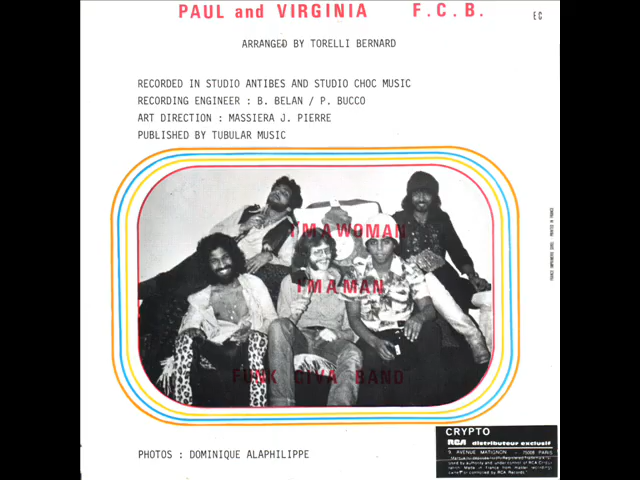 PAUL and VIRGINIA F.C.B.
EC
ARRANGED BY TORELLI BERNARD
RECORDED IN STUDIO ANTIBES AND STUDIO CHOC MUSIC
RECORDING ENGINEER : B. BELAN / P. BUCCO
ART DIRECTION : MASSIERA J. PIERRE
PUBLISHED BY TUBULAR MUSIC
I'M A WOMAN
I'M A MAN
FUNK CIVA BAND
CRYPTO
RCA distributeur exclusif
9, AVENUE MATIGNON - 75008 PARIS
PHOTOS : DOMINIQUE ALAPHILIPPE